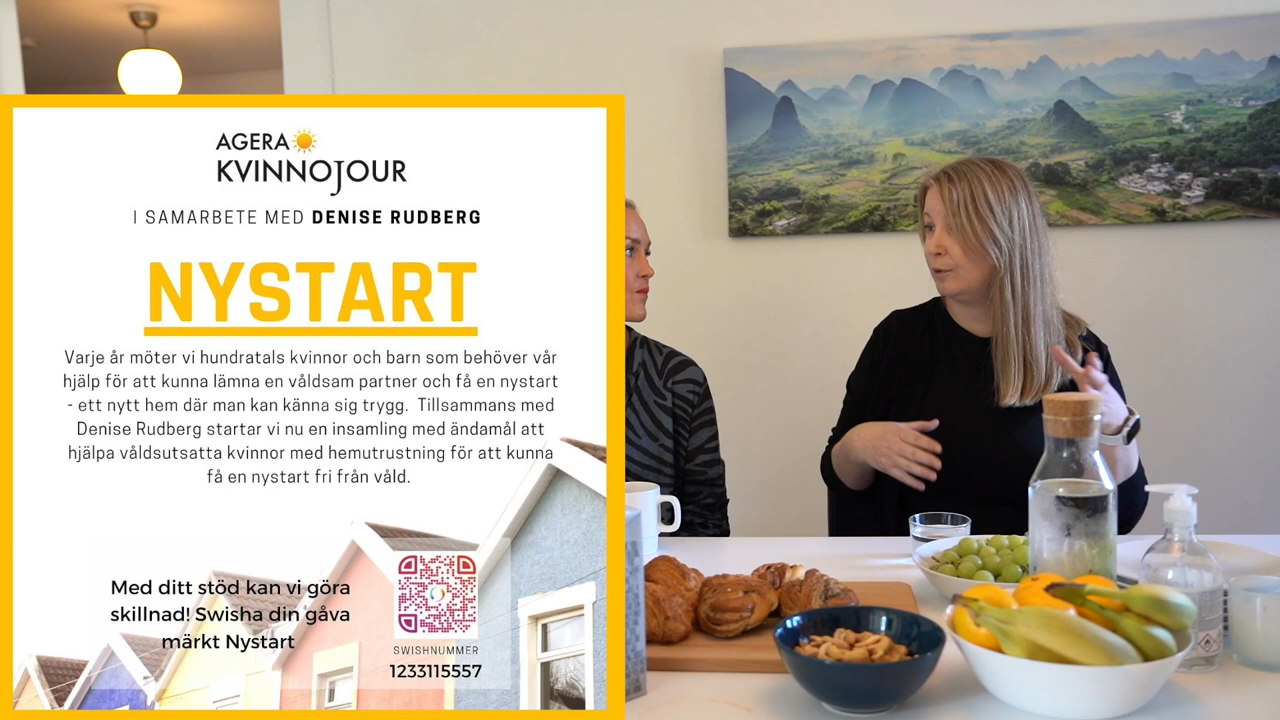 AGERA
KVINNOJOUR
I SAMARBETE MED DENISE RUDBERG
NYSTART
Varje år möter vi hundratals kvinnor och barn som behöver vår
hjälp för att kunna lämna en våldsam partner och få en nystart
- ett nytt hem där man kan känna sig trygg. Tillsammans med
Denise Rudberg startar vi nu en insamling med ändamål att
hjälpa våldsutsatta kvinnor med hemutrustning för att kunna
få en nystart fri från våld.
Med ditt stöd kan vi göra
skillnad! Swisha din gåva
märkt Nystart
SWISHNUMMER
1233115557